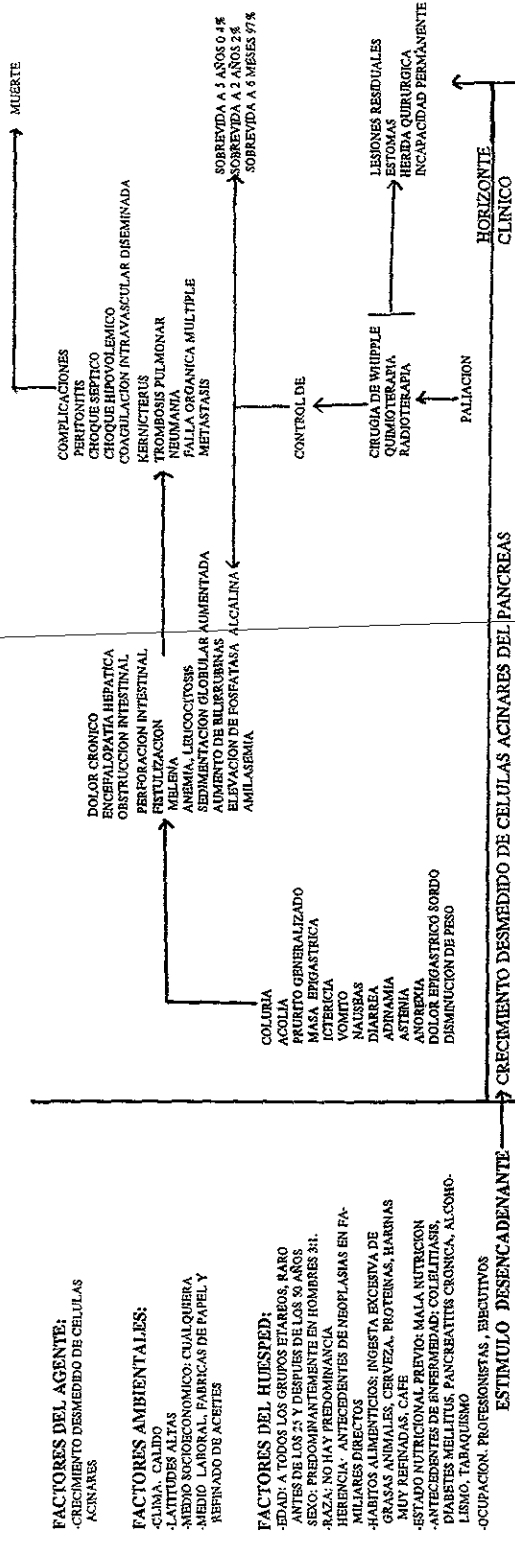 FACTORES DEL AGENTE:
-CRECIMIENTO DESMEDIDO DE CELULAS
ACINARES
FACTORES AMBIENTALES:
-CLIMA. CALIDO
-LATITUDES ALTAS
-MEDIO SOCIOECONOMICO: CUALQUIERA
-MEDIO LABORAL, FABRICAS DE PAPEL Y
REFINADO DE ACEITES
FACTORES DEL HUESPED:
-EDAD: A TODOS LOS GRUPOS ETAREOS, RARO
ANTES DE LOS 25 Y DESPUES DE LOS 50 AÑOS
SEXO: PREDOMINANTEMENTE EN HOMBRES 3:1.
-RAZA: NO HAY PREDOMINANCIA
HERENCIA· ANTECEDENTES DE NEOPLASIAS EN FA-
MILIARES DIRECTOS
-HABITOS ALIMENTICIOS: INGESTA EXCESIVA DE
GRASAS ANIMALES, CERVEZA, PROTEINAS, HARINAS
MUY REFINADAS, CAFE
-ESTADO NUTRICIONAL PREVIO: MALA NUTRICION
-ANTECEDENTES DE ENFERMEDAD: COLELITIASIS,
DIABETES MELLITUS, PANCREATITIS CRONICA, ALCOHO-
LISMO, TABAQUISMO
-OCUPACION. PROFESIONISTAS, EJECUTIVOS
ESTIMULO DESENCADENANTE
CRECIMIENTO DESMEDIDO DE CELULAS ACINARES DEL PANCREAS
COLURIA
ACOLIA
PRURITO GENERALIZADO
MASA EPIGASTRICA
ICTERICIA
VOMITO
NAUSEAS
DIARREA
ADINAMIA
ASTENIA
ANOREXIA
DOLOR EPIGASTRICO SORDO
DISMINUCION DE PESO
DOLOR CRONICO
ENCEFALOPATIA HEPATICA
OBSTRUCCION INTESTINAL
PERFORACION INTESTINAL
FISTULIZACION
MELENA
ANEMIA, LEUCOCITOSIS
SEDIMENTACION GLOBULAR AUMENTADA
AUMENTO DE BILIRRUBINAS
ELEVACION DE FOSFATASA ALCALINA
AMILASEMIA
COMPLICACIONES
PERITONITIS
CHOQUE SEPTICO
CHOQUE HIPOVOLEMICO
COAGULACION INTRAVASCULAR DISEMINADA
KERNICTERUS
TROMBOSIS PULMONAR
NEUMANIA
FALLA ORGANICA MULTIPLE
METASTASIS
MUERTE
CONTROL DE
SOBREVIDA A 5 AÑOS 0 4%
SOBREVIDA A 2 AÑOS 2%
SOBREVIDA A 6 MESES 97%
CIRUGIA DE WHIPPLE
QUIMIOTERAPIA
RADIOTERAPIA
PALIACION
LESIONES RESIDUALES
ESTOMAS
HERIDA QUIRURGICA
INCAPACIDAD PERMANENTE
HORIZONTE
CLINICO